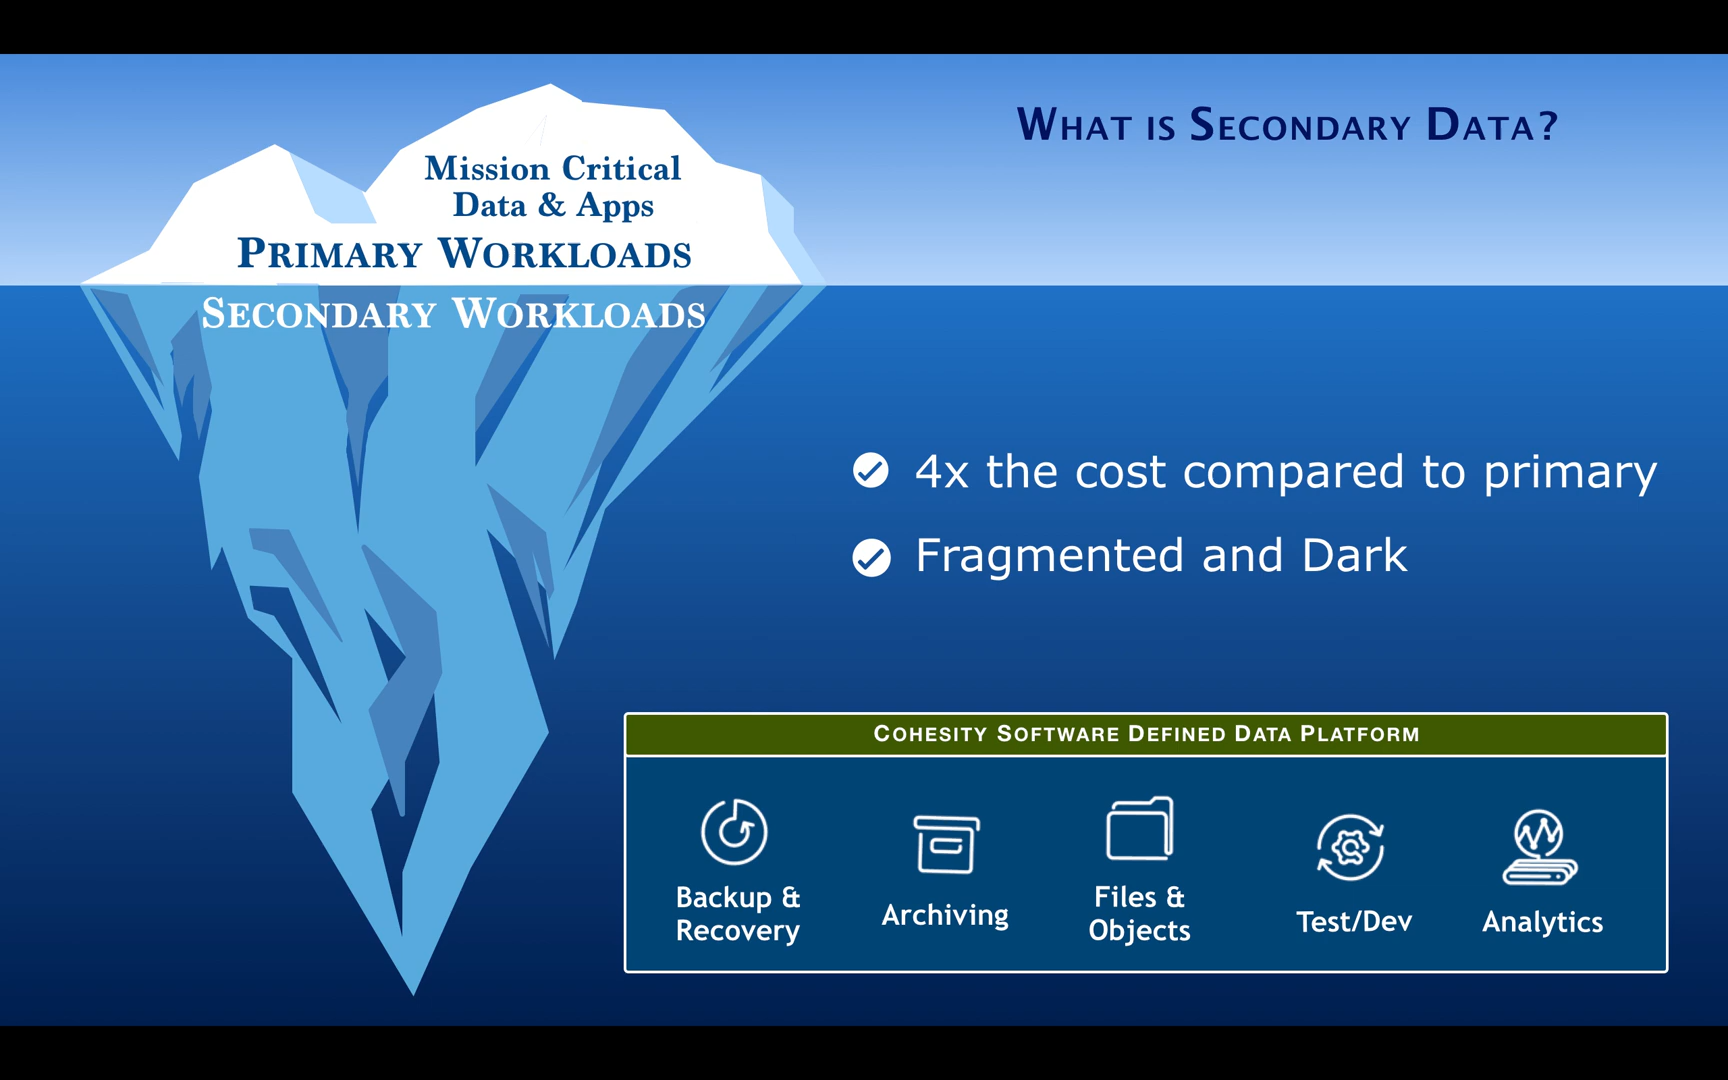 What is Secondary Data?
Mission Critical
Data & Apps
Primary Workloads
Secondary Workloads
4x the cost compared to primary
Fragmented and Dark
Cohesity Software Defined Data Platform
Backup &
Recovery
Archiving
Files &
Objects
Test/Dev
Analytics